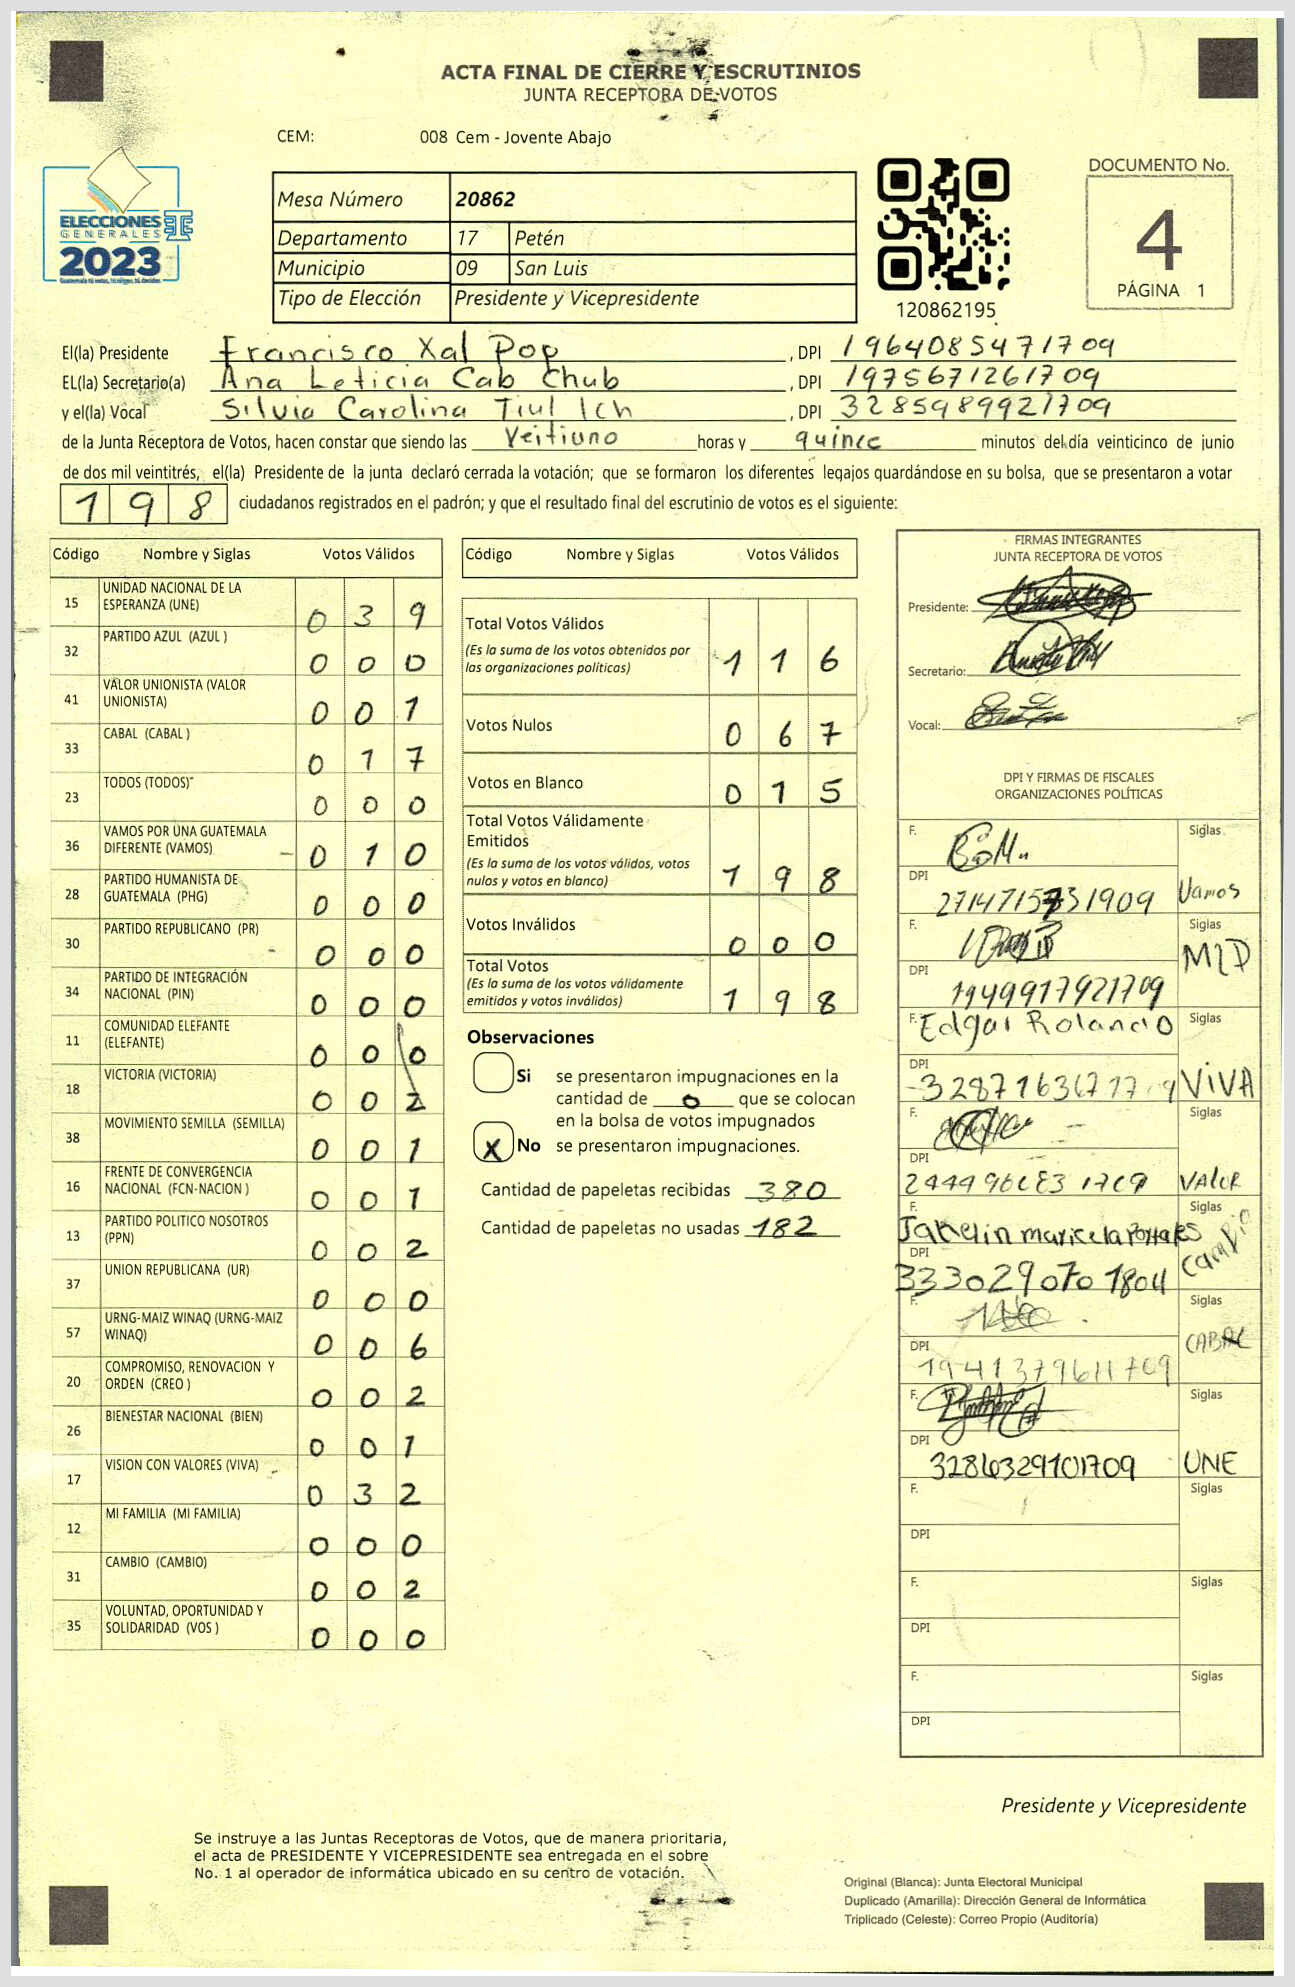 ACTA FINAL DE CIERRE Y ESCRUTINIOS
JUNTA RECEPTORA DE VOTOS
CEM: 008 Cem - Jovente Abajo
ELECCIONES
GENERALES
2023
Mesa Número 20862
Departamento 17 Petén
Municipio 09 San Luis
Tipo de Elección Presidente y Vicepresidente
120862195
DOCUMENTO No.
4
PÁGINA 1
El(la) Presidente Francisco Xal Pop, DPI 1964085471709
EL(la) Secretario(a) Ana Leticia Cab Chub, DPI 1975671261709
y el(la) Vocal Silvia Carolina Tiul Ich, DPI 3285989921709
de la Junta Receptora de Votos, hacen constar que siendo las Veitiuno horas y quince minutos del día veinticinco de junio
de dos mil veintitrés, el(la) Presidente de la junta declaró cerrada la votación; que se formaron los diferentes legajos guardándose en su bolsa, que se presentaron a votar
198 ciudadanos registrados en el padrón; y que el resultado final del escrutinio de votos es el siguiente:
Código Nombre y Siglas Votos Válidos
15 UNIDAD NACIONAL DE LA ESPERANZA (UNE) 0 3 9
32 PARTIDO AZUL (AZUL ) 0 0 0
41 VALOR UNIONISTA (VALOR UNIONISTA) 0 0 1
33 CABAL (CABAL ) 0 1 7
23 TODOS (TODOS) 0 0 0
36 VAMOS POR UNA GUATEMALA DIFERENTE (VAMOS) 0 1 0
28 PARTIDO HUMANISTA DE GUATEMALA (PHG) 0 0 0
30 PARTIDO REPUBLICANO (PR) 0 0 0
34 PARTIDO DE INTEGRACIÓN NACIONAL (PIN) 0 0 0
11 COMUNIDAD ELEFANTE (ELEFANTE) 0 0 0
18 VICTORIA (VICTORIA) 0 0 2
38 MOVIMIENTO SEMILLA (SEMILLA) 0 0 1
16 FRENTE DE CONVERGENCIA NACIONAL (FCN-NACION ) 0 0 1
13 PARTIDO POLITICO NOSOTROS (PPN) 0 0 2
37 UNION REPUBLICANA (UR) 0 0 0
57 URNG-MAIZ WINAQ (URNG-MAIZ WINAQ) 0 0 6
20 COMPROMISO, RENOVACION Y ORDEN (CREO ) 0 0 2
26 BIENESTAR NACIONAL (BIEN) 0 0 1
17 VISION CON VALORES (VIVA) 0 3 2
12 MI FAMILIA (MI FAMILIA) 0 0 0
31 CAMBIO (CAMBIO) 0 0 2
35 VOLUNTAD, OPORTUNIDAD Y SOLIDARIDAD (VOS ) 0 0 0
Código Nombre y Siglas Votos Válidos
Total Votos Válidos 1 1 6
(Es la suma de los votos obtenidos por
las organizaciones políticas)
Votos Nulos 0 6 7
Votos en Blanco 0 1 5
Total Votos Válidamente
Emitidos 1 9 8
(Es la suma de los votos válidos, votos
nulos y votos en blanco)
Votos Inválidos 0 0 0
Total Votos 1 9 8
(Es la suma de los votos válidamente
emitidos y votos inválidos)
Observaciones
Si se presentaron impugnaciones en la
cantidad de 0 que se colocan
en la bolsa de votos impugnados
X No se presentaron impugnaciones.
Cantidad de papeletas recibidas 380
Cantidad de papeletas no usadas 182
FIRMAS INTEGRANTES
JUNTA RECEPTORA DE VOTOS
Presidente:
Secretario:
Vocal:
DPI Y FIRMAS DE FISCALES
ORGANIZACIONES POLÍTICAS
F. Siglas
DPI Vamos
F. Siglas
DPI 1949917921709 MLP
F. Edgar Rolando Siglas
DPI VIVA
F. Siglas
DPI VALOR
F. Jakelin maricela Siglas
DPI 333029070 1804 Cambio
F. Siglas
DPI 1941379611709 CABAL
F. Siglas
DPI 3286329101709 UNE
F. Siglas
DPI
F. Siglas
DPI
F. Siglas
DPI
Presidente y Vicepresidente
Se instruye a las Juntas Receptoras de Votos, que de manera prioritaria,
el acta de PRESIDENTE Y VICEPRESIDENTE sea entregada en el sobre
No. 1 al operador de informática ubicado en su centro de votación.
Original (Blanca): Junta Electoral Municipal
Duplicado (Amarilla): Dirección General de Informática
Triplicado (Celeste): Correo Propio (Auditoría)